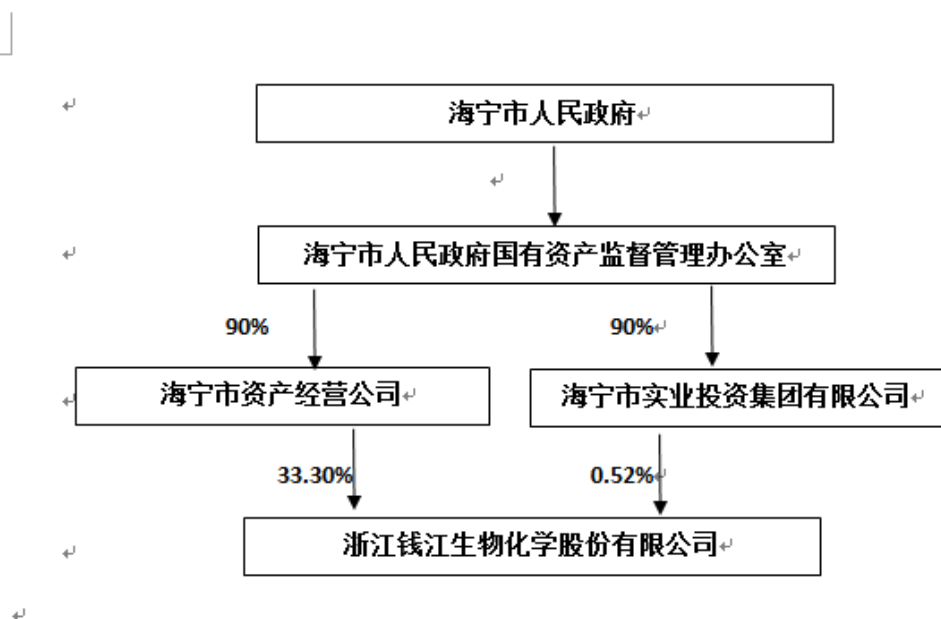 海宁市人民政府
海宁市人民政府国有资产监督管理办公室
90%
90%
海宁市资产经营公司
海宁市实业投资集团有限公司
33.30%
0.52%
浙江钱江生物化学股份有限公司